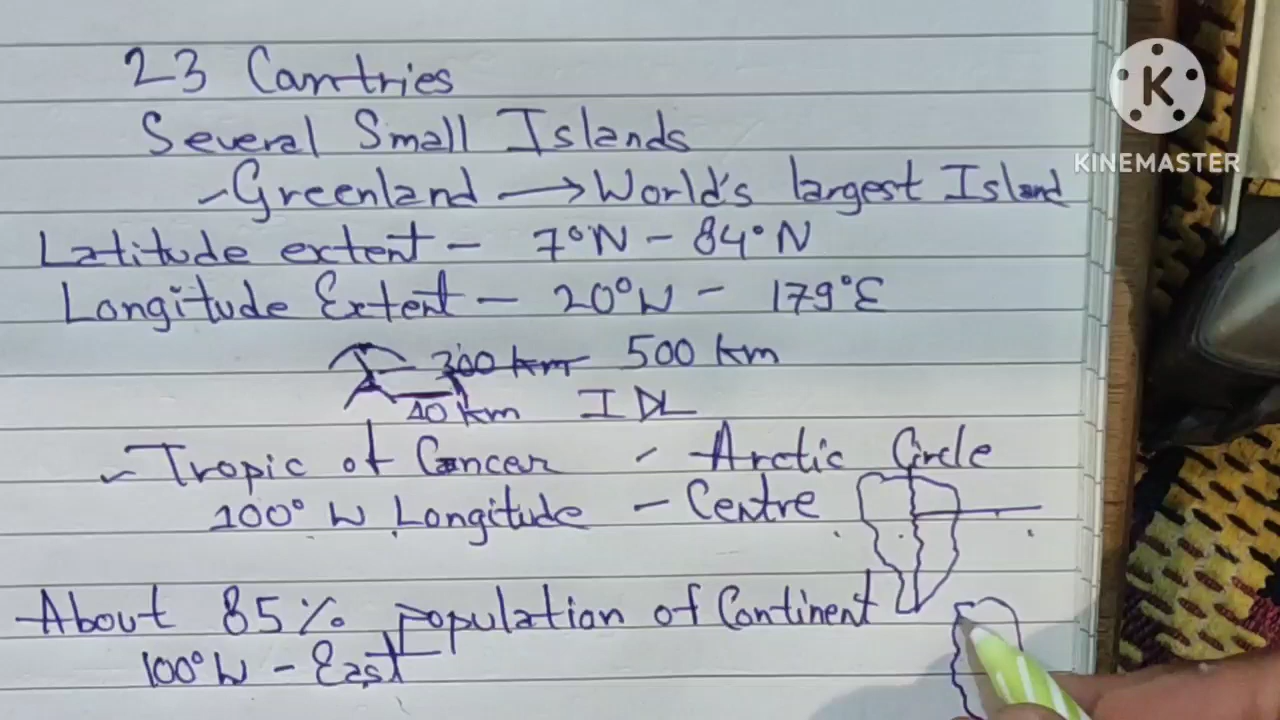 23 Cantries
Several Small Islands
- Greenland → World's largest Island
Latitude extent - 7°N - 84°N
Longitude Extent - 20°W - 179°E
300 km 500 km
40 km IDL
Tropic of Cancer - Arctic Circle
100° W Longitude - Centre
About 85% population of Continent
100°W - East
K
KINEMASTER